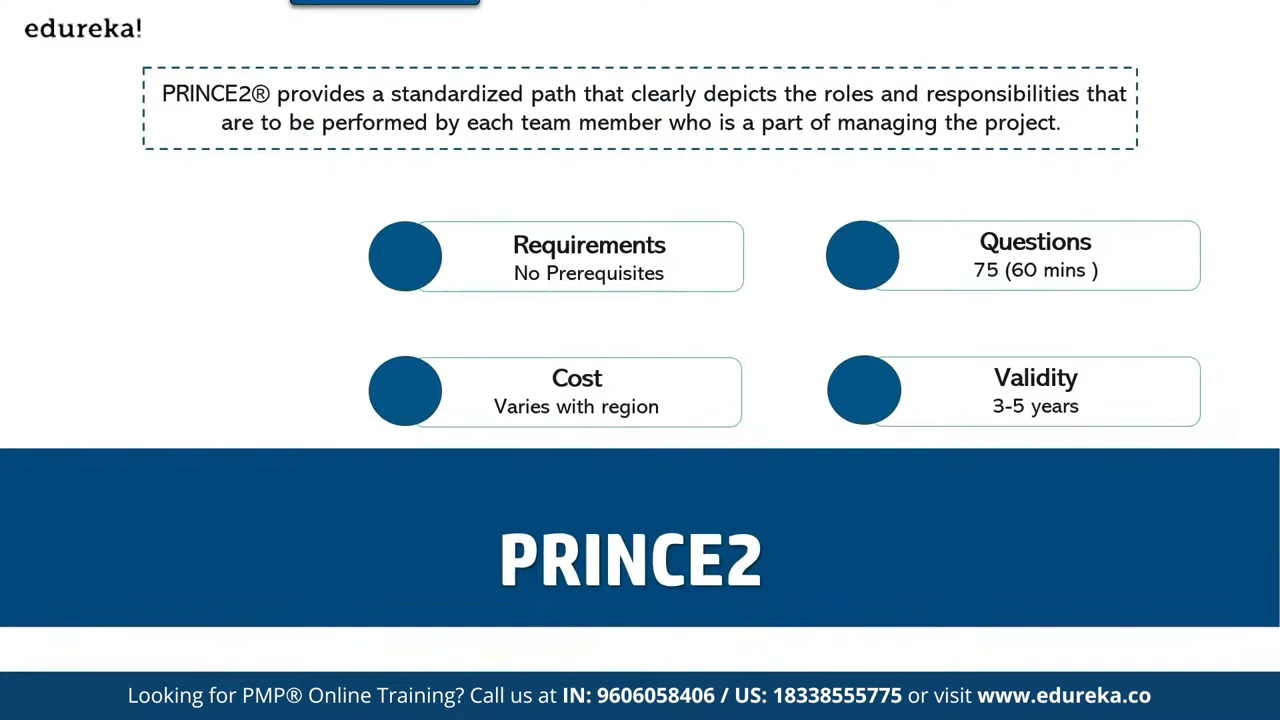 edureka!
PRINCE2® provides a standardized path that clearly depicts the roles and responsibilities that
are to be performed by each team member who is a part of managing the project.
Requirements
No Prerequisites
Questions
75 (60 mins )
Cost
Varies with region
Validity
3-5 years
PRINCE2
Looking for PMP® Online Training? Call us at IN: 9606058406 / US: 18338555775 or visit www.edureka.co